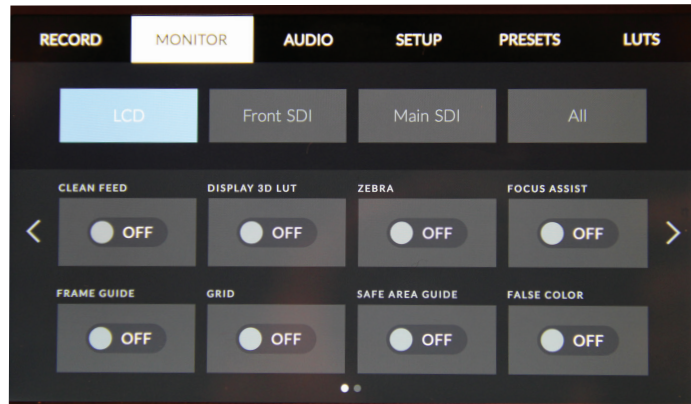 RECORD MONITOR AUDIO SETUP PRESETS LUTS
LCD Front SDI Main SDI All
CLEAN FEED DISPLAY 3D LUT ZEBRA FOCUS ASSIST
OFF OFF OFF OFF
FRAME GUIDE GRID SAFE AREA GUIDE FALSE COLOR
OFF OFF OFF OFF